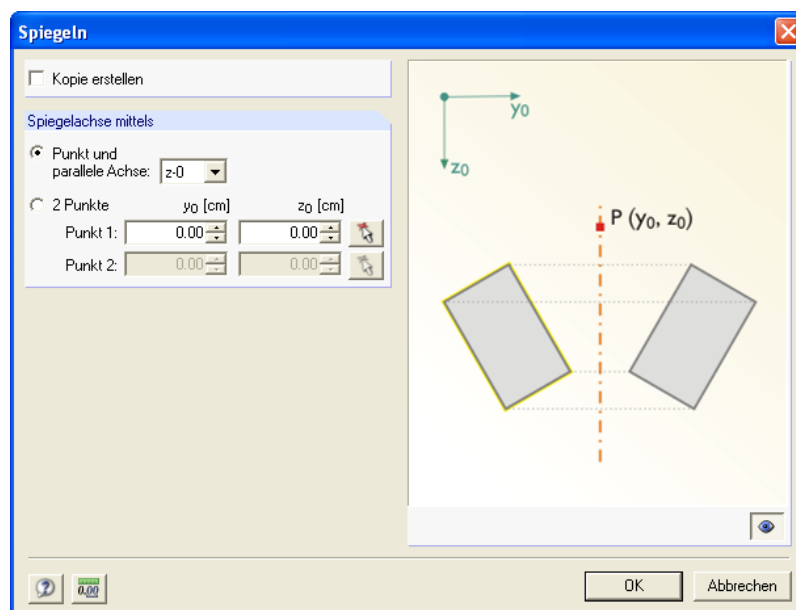 Spiegeln
Kopie erstellen
Spiegelachse mittels
Punkt und
parallele Achse: z-0
2 Punkte y0 [cm] z0 [cm]
Punkt 1: 0.00 0.00
Punkt 2: 0.00 0.00
y0
z0
P (y0, z0)
0.00
OK
Abbrechen